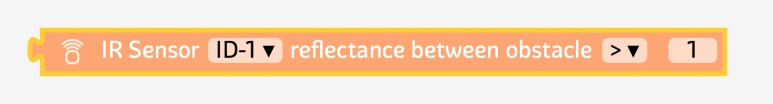 IR Sensor ID-1 ▾ reflectance between obstacle > ▾ 1